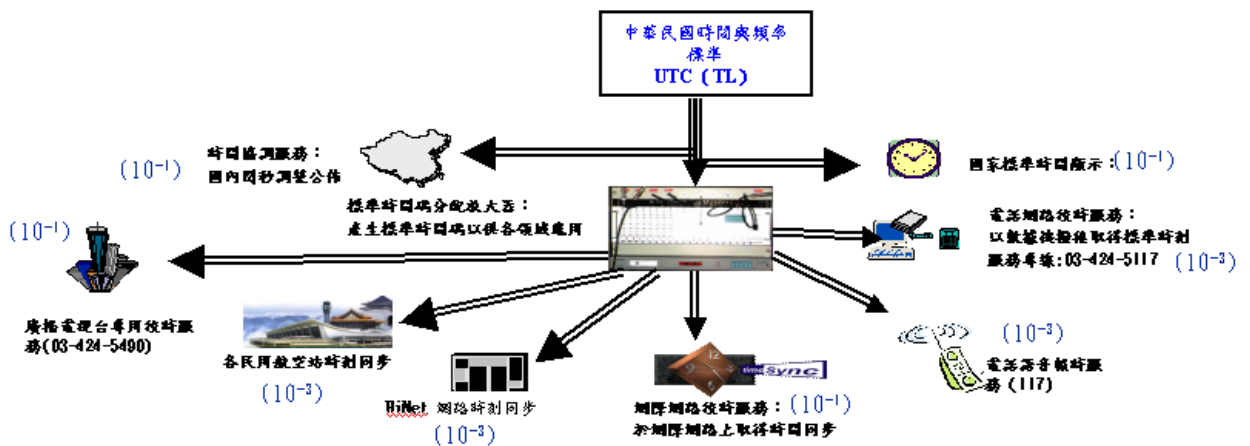 中華民國時間與頻率
標準
UTC (TL)
(10⁻¹)
時間協調服務：
國內閏秒調整公佈
國家標準時間顯示：(10⁻¹)
標準時間碼分配放大器：
產生標準時間碼以供各領域應用
電話網路校時服務：
以數據機撥接取得標準時刻
服務專線:03-424-5117 (10⁻³)
(10⁻¹)
廣播電視台專用校時服
務(03-424-5490)
各民用航空站時刻同步
(10⁻³)
HiNet 網路時刻同步
(10⁻³)
12
9
6
time Sync
網際網路校時服務：(10⁻¹)
於網際網路上取得時間同步
(10⁻³)
電話語音報時服
務 (117)